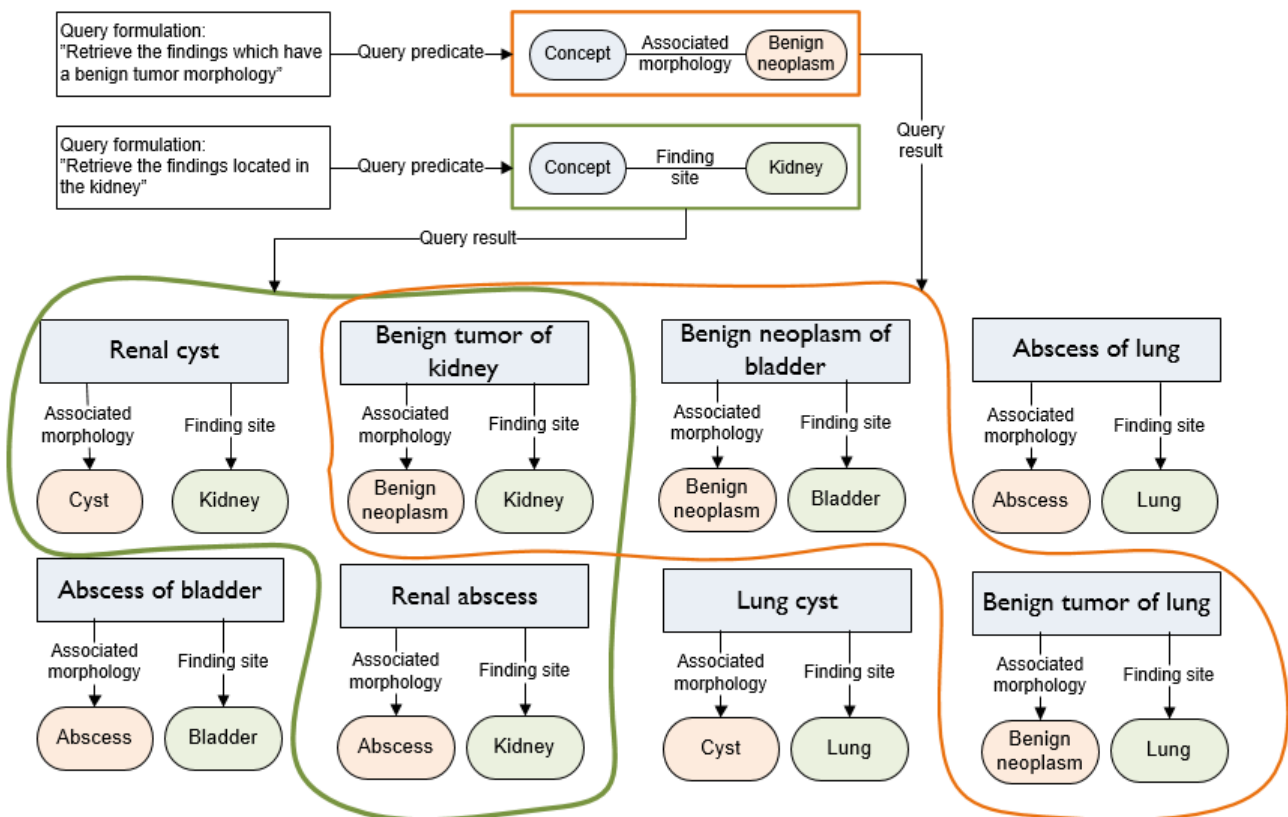 Query formulation:
"Retrieve the findings which have
a benign tumor morphology"
Query predicate
Concept
Associated
morphology
Benign
neoplasm
Query
result
Query formulation:
"Retrieve the findings located in
the kidney"
Query predicate
Concept
Finding
site
Kidney
Query result
Renal cyst
Associated
morphology
Finding site
Cyst
Kidney
Benign tumor of
kidney
Associated
morphology
Finding site
Benign
neoplasm
Kidney
Benign neoplasm of
bladder
Associated
morphology
Finding site
Benign
neoplasm
Bladder
Abscess of lung
Associated
morphology
Finding site
Abscess
Lung
Abscess of bladder
Associated
morphology
Finding site
Abscess
Bladder
Renal abscess
Associated
morphology
Finding site
Abscess
Kidney
Lung cyst
Associated
morphology
Finding site
Cyst
Lung
Benign tumor of lung
Associated
morphology
Finding site
Benign
neoplasm
Lung